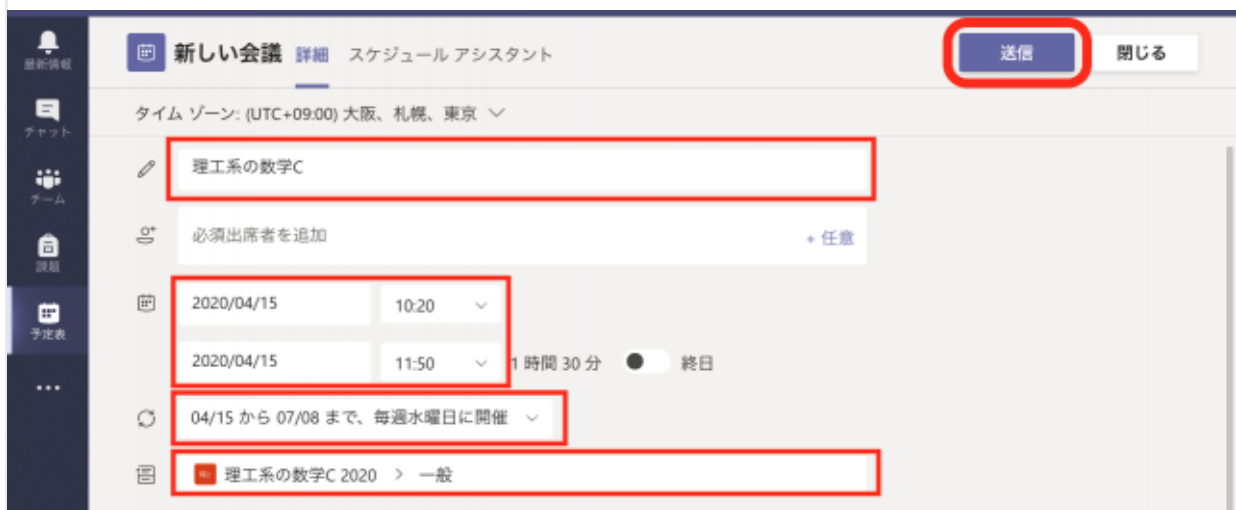 最新情報
新しい会議 詳細 スケジュール アシスタント
送信 閉じる
チャット
タイム ゾーン: (UTC+09:00) 大阪、札幌、東京
理工系の数学C
チーム
必須出席者を追加
+ 任意
課題
2020/04/15 10:20
予定表
2020/04/15 11:50 1 時間 30 分 終日
04/15 から 07/08 まで、毎週水曜日に開催
理工系の数学C 2020 > 一般